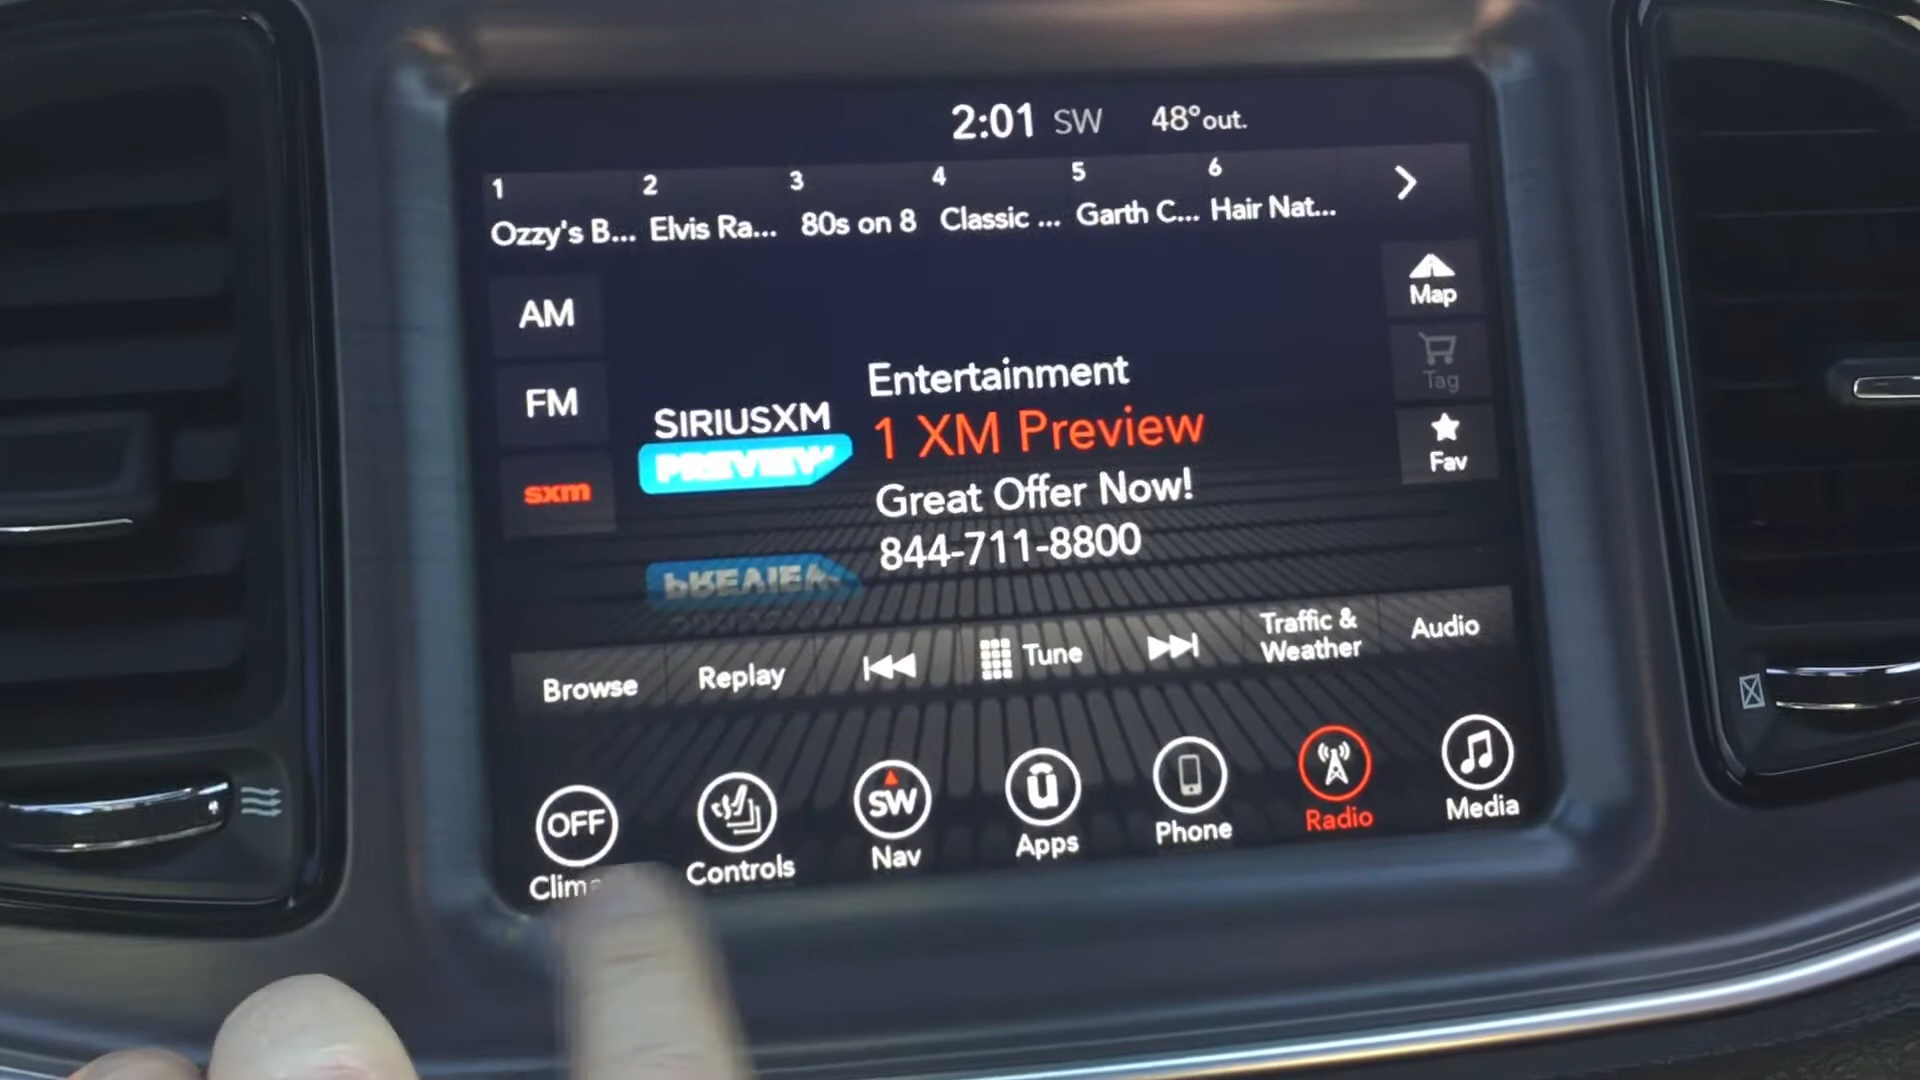 2:01 SW 48°out.
1 2 3 4 5 6
Ozzy's B... Elvis Ra... 80s on 8 Classic ... Garth C... Hair Nat...
AM
FM
sxm
Map
Tag
Fav
SIRIUSXM
PREVIEW
Entertainment
1 XM Preview
Great Offer Now!
844-711-8800
Browse Replay Tune Traffic & Weather Audio
OFF SW
Clim Controls Nav Apps Phone Radio Media